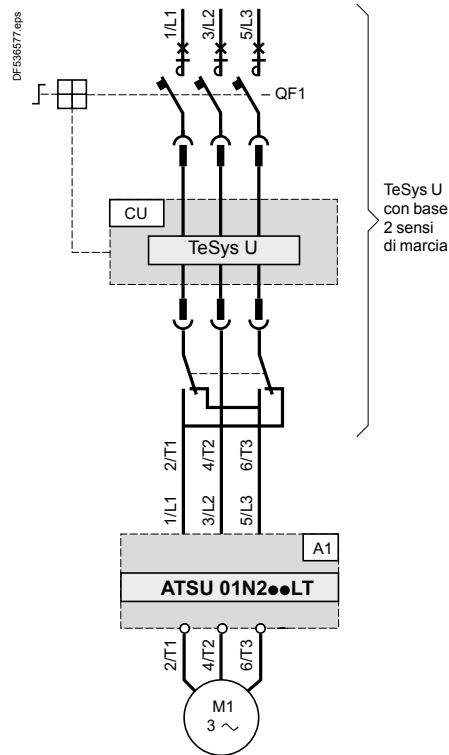 DF536577.eps
1/L1
3/L2
5/L3
QF1
CU
TeSys U
TeSys U
con base
2 sensi
di marcia
2/T1
4/T2
6/T3
1/L1
3/L2
5/L3
A1
ATSU 01N2●●LT
2/T1
4/T2
6/T3
M1
3 ~